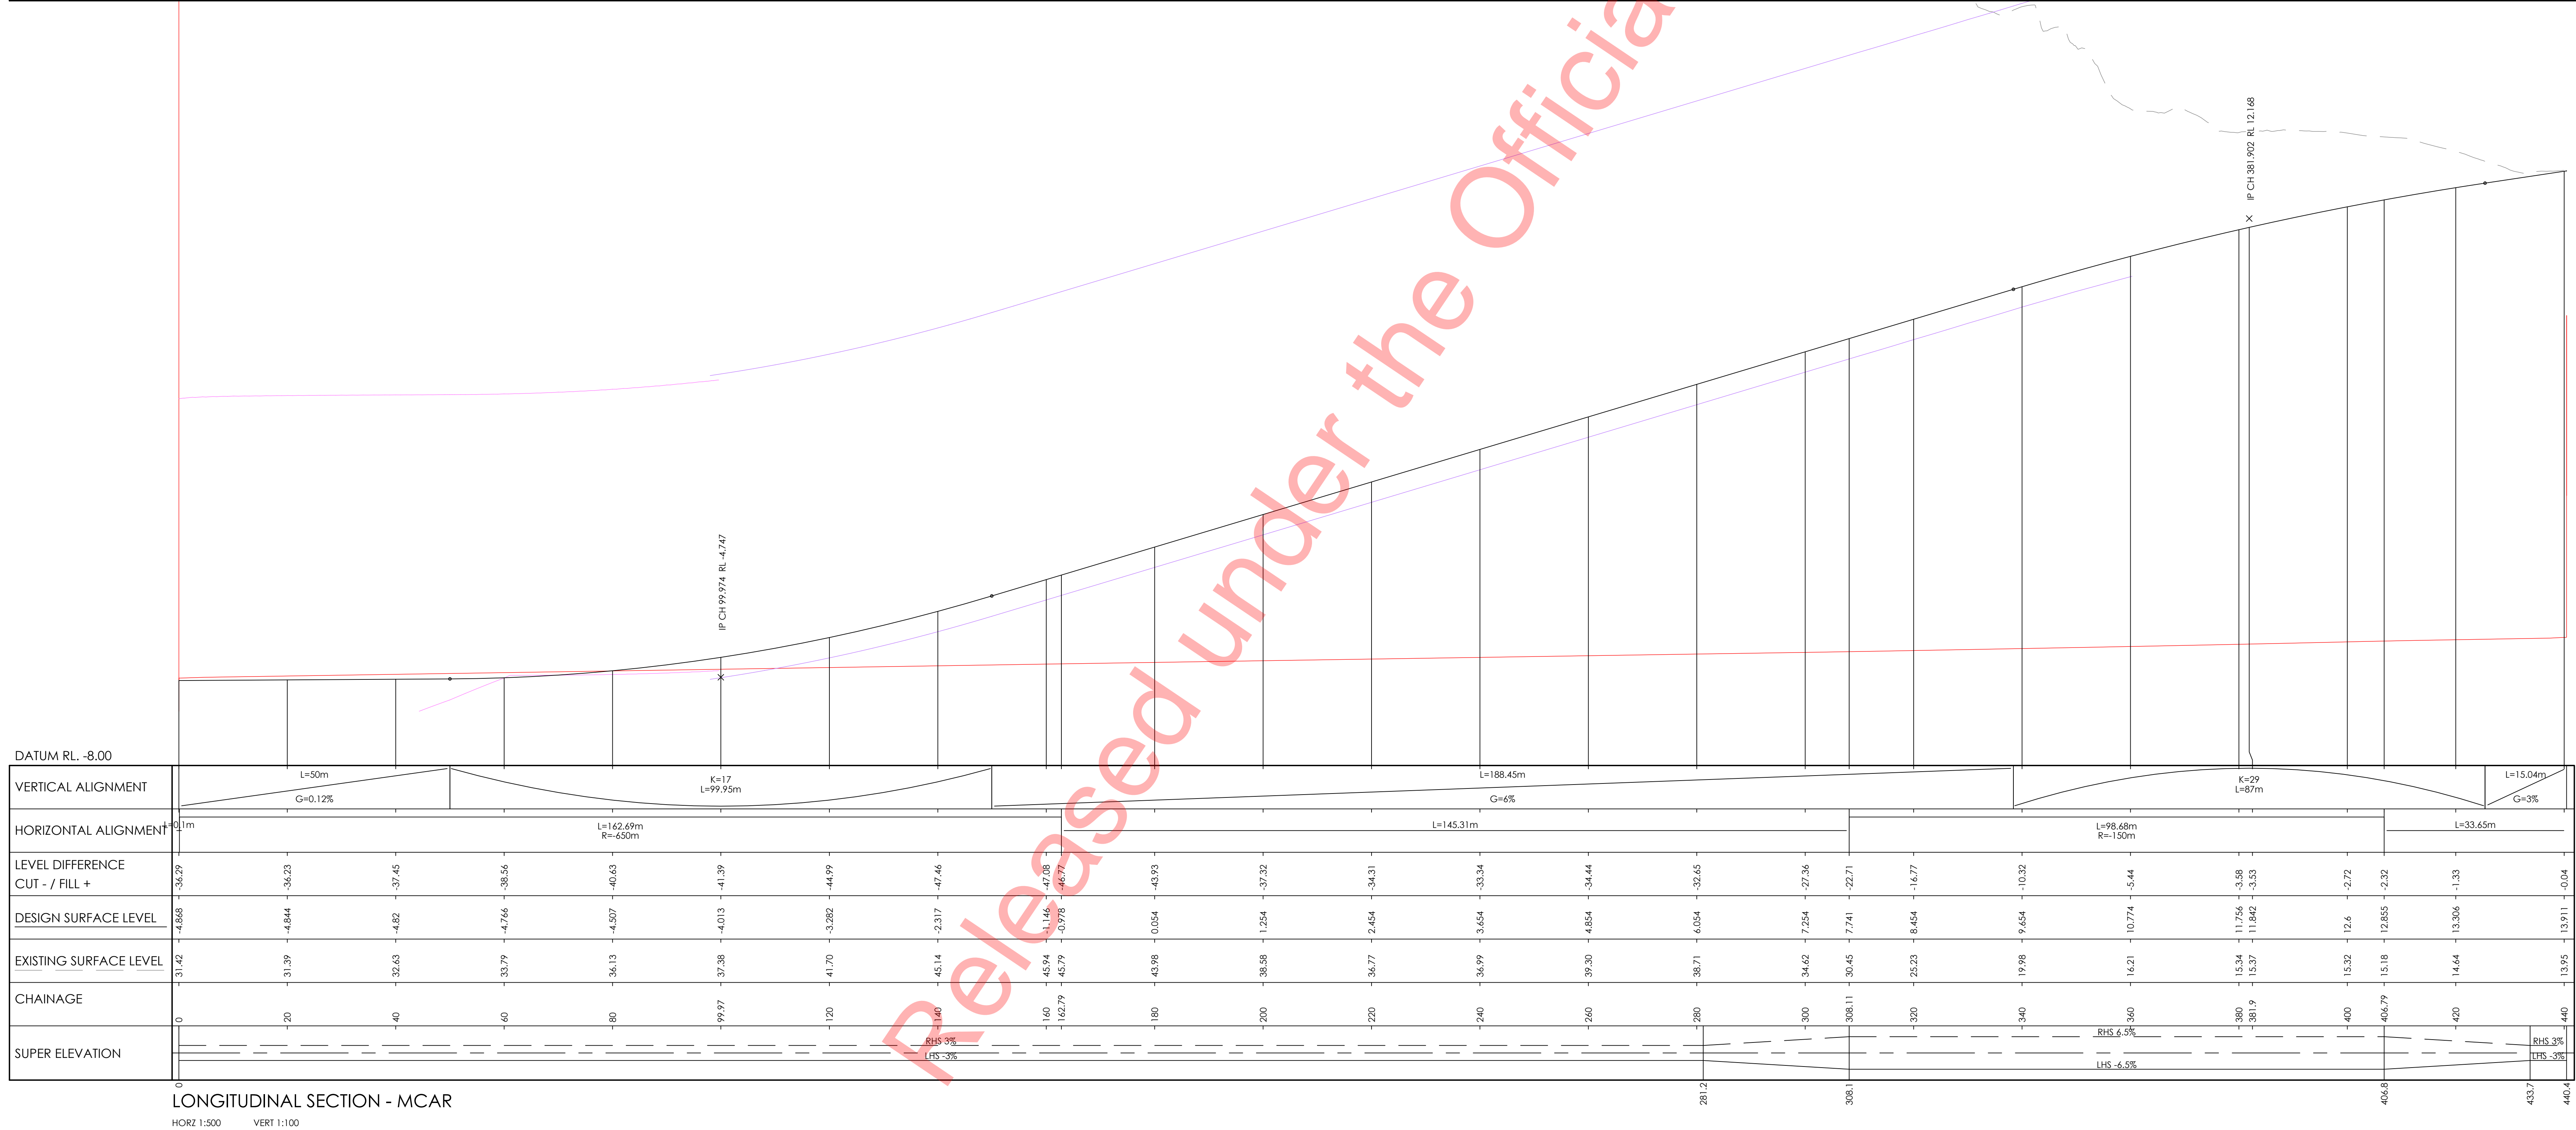 Released under the Officia
IP CH 381.902 RL 12.168
IP CH 99.974 RL -4.747
DATUM RL. -8.00
VERTICAL ALIGNMENT
L=50m
G=0.12%
K=17
L=99.95m
L=188.45m
G=6%
K=29
L=87m
L=15.04m
G=3%
HORIZONTAL ALIGNMENT
L=0.1m
L=162.69m
R=-650m
L=145.31m
L=98.68m
R=-150m
L=33.65m
LEVEL DIFFERENCE
CUT - / FILL +
-36.29 -36.23 -37.45 -38.56 -40.63 -41.39 -44.99 -47.46 -47.08 -46.77 -43.93 -37.32 -34.31 -33.34 -34.44 -32.65 -27.36 -22.71 -16.77 -10.32 -5.44 -3.58 -3.53 -2.72 -2.32 -1.33 -0.04
DESIGN SURFACE LEVEL
-4.868 -4.844 -4.82 -4.766 -4.507 -4.013 -3.282 -2.317 -1.146 -0.978 0.054 1.254 2.454 3.654 4.854 6.054 7.254 7.741 8.454 9.654 10.774 11.756 11.842 12.6 12.855 13.306 13.911
EXISTING SURFACE LEVEL
31.42 31.39 32.63 33.79 36.13 37.38 41.70 45.14 45.94 45.79 43.98 38.58 36.77 36.99 39.30 38.71 34.62 30.45 25.23 19.98 16.21 15.34 15.37 15.32 15.18 14.64 13.95
CHAINAGE
0 20 40 60 80 99.97 120 140 160 162.79 180 200 220 240 260 280 300 308.11 320 340 360 380 381.9 400 406.79 420 440
SUPER ELEVATION
RHS 3%
LHS -3%
RHS 6.5%
LHS -6.5%
RHS 3%
LHS -3%
0 281.2 308.1 406.8 433.7 440.4
LONGITUDINAL SECTION - MCAR
HORZ 1:500 VERT 1:100